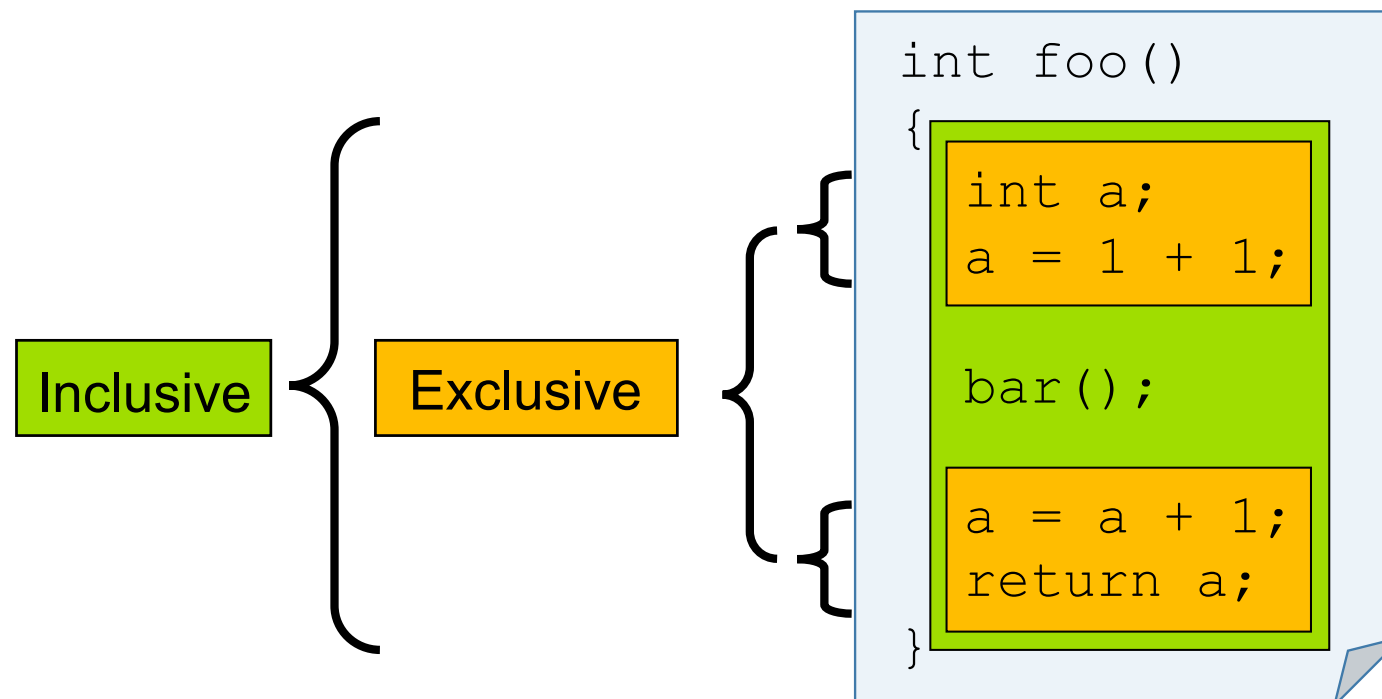 int foo()
{
int a;
a = 1 + 1;
Inclusive
Exclusive
bar();
a = a + 1;
return a;
}